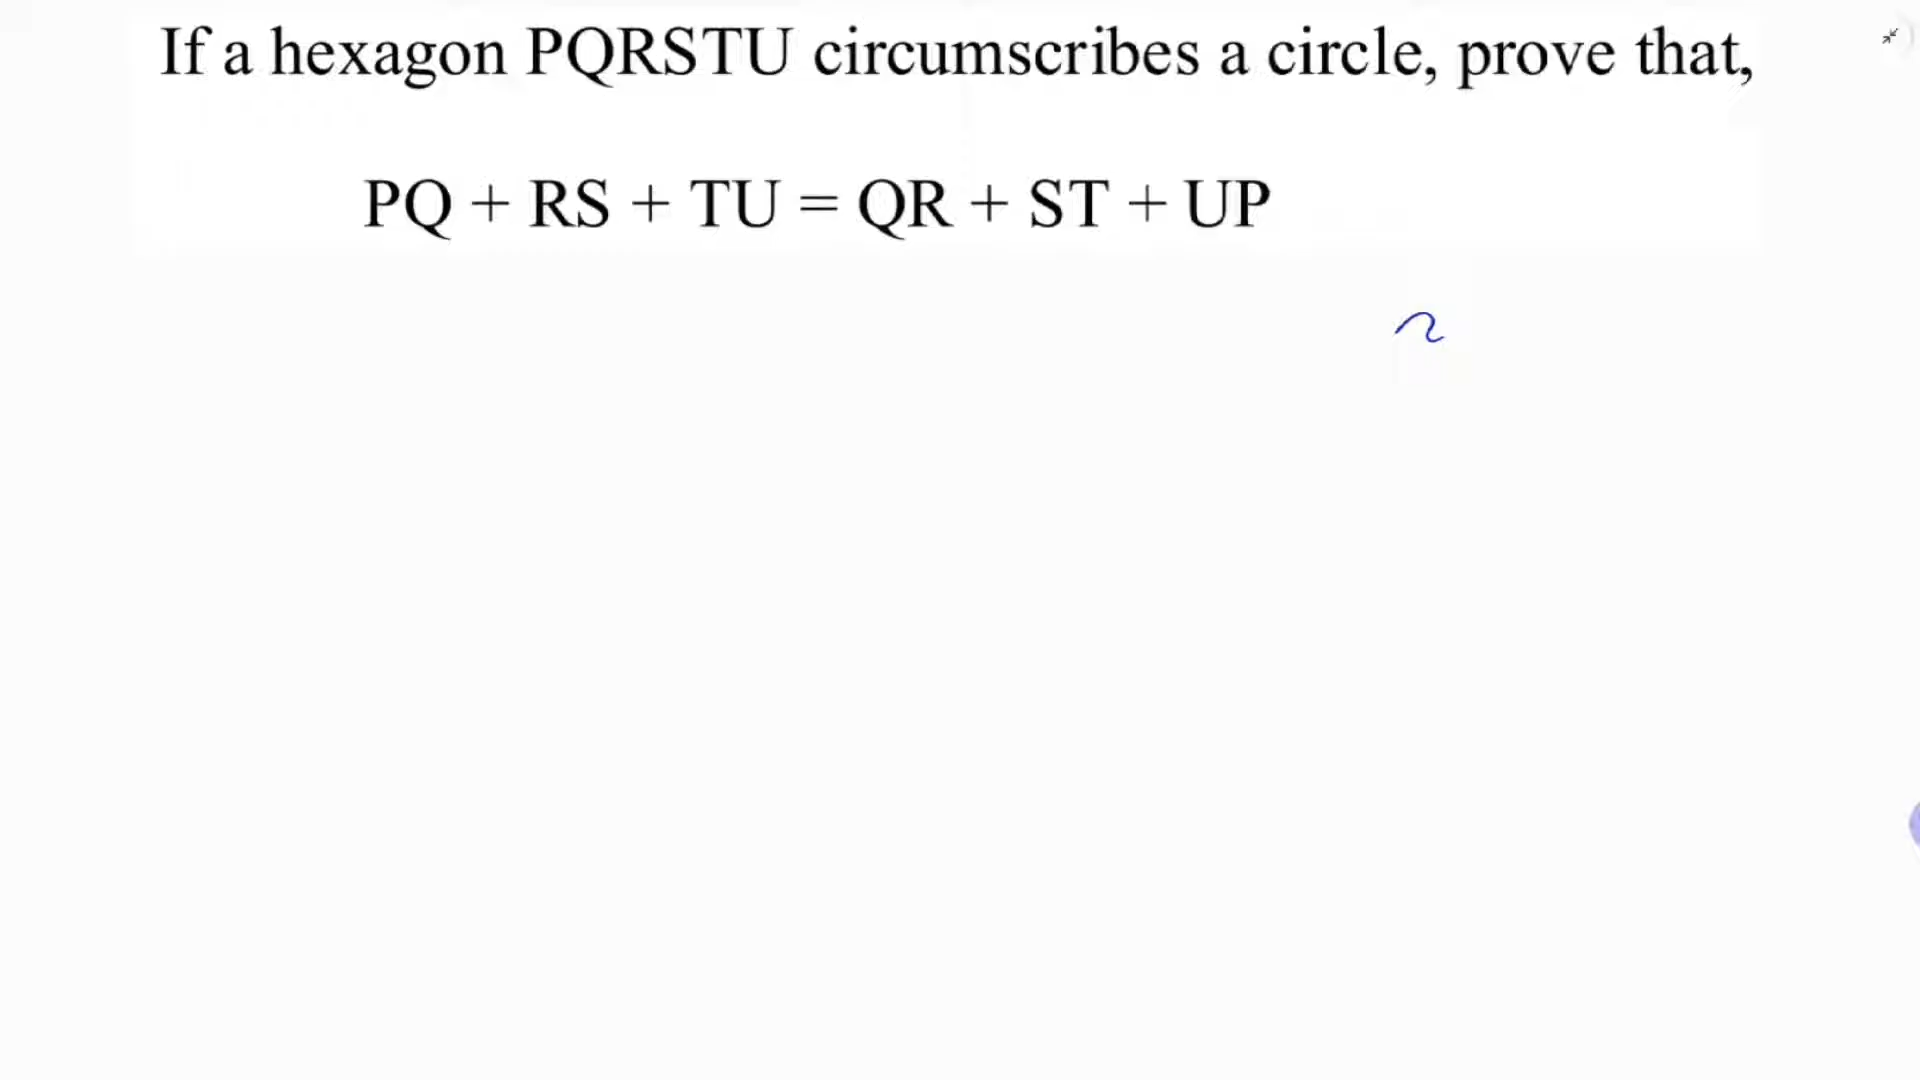 If a hexagon PQRSTU circumscribes a circle, prove that,
PQ + RS + TU = QR + ST + UP